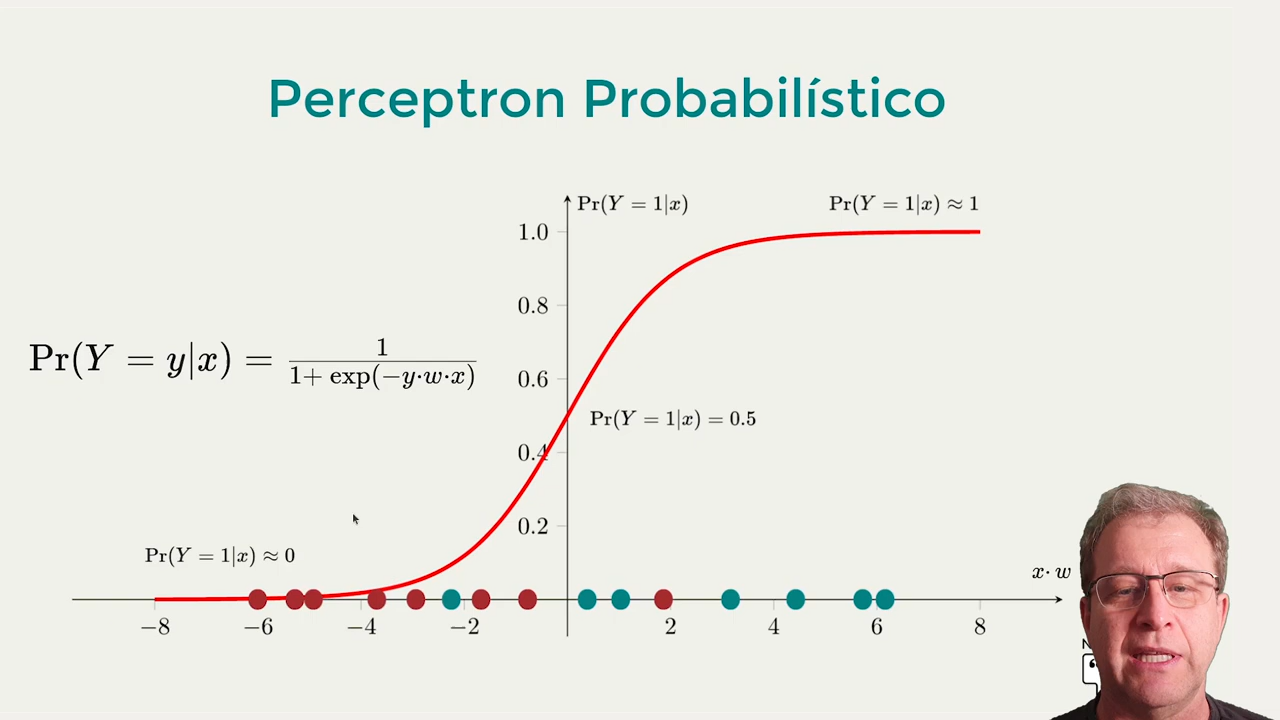 Perceptron Probabilístico
Pr(Y = 1|x)
Pr(Y = 1|x) ≈ 1
1.0
0.8
Pr(Y = y|x) = 1 / (1+ exp(−y·w·x))
0.6
Pr(Y = 1|x) = 0.5
0.4
0.2
Pr(Y = 1|x) ≈ 0
x· w
−8 −6 −4 −2 2 4 6 8